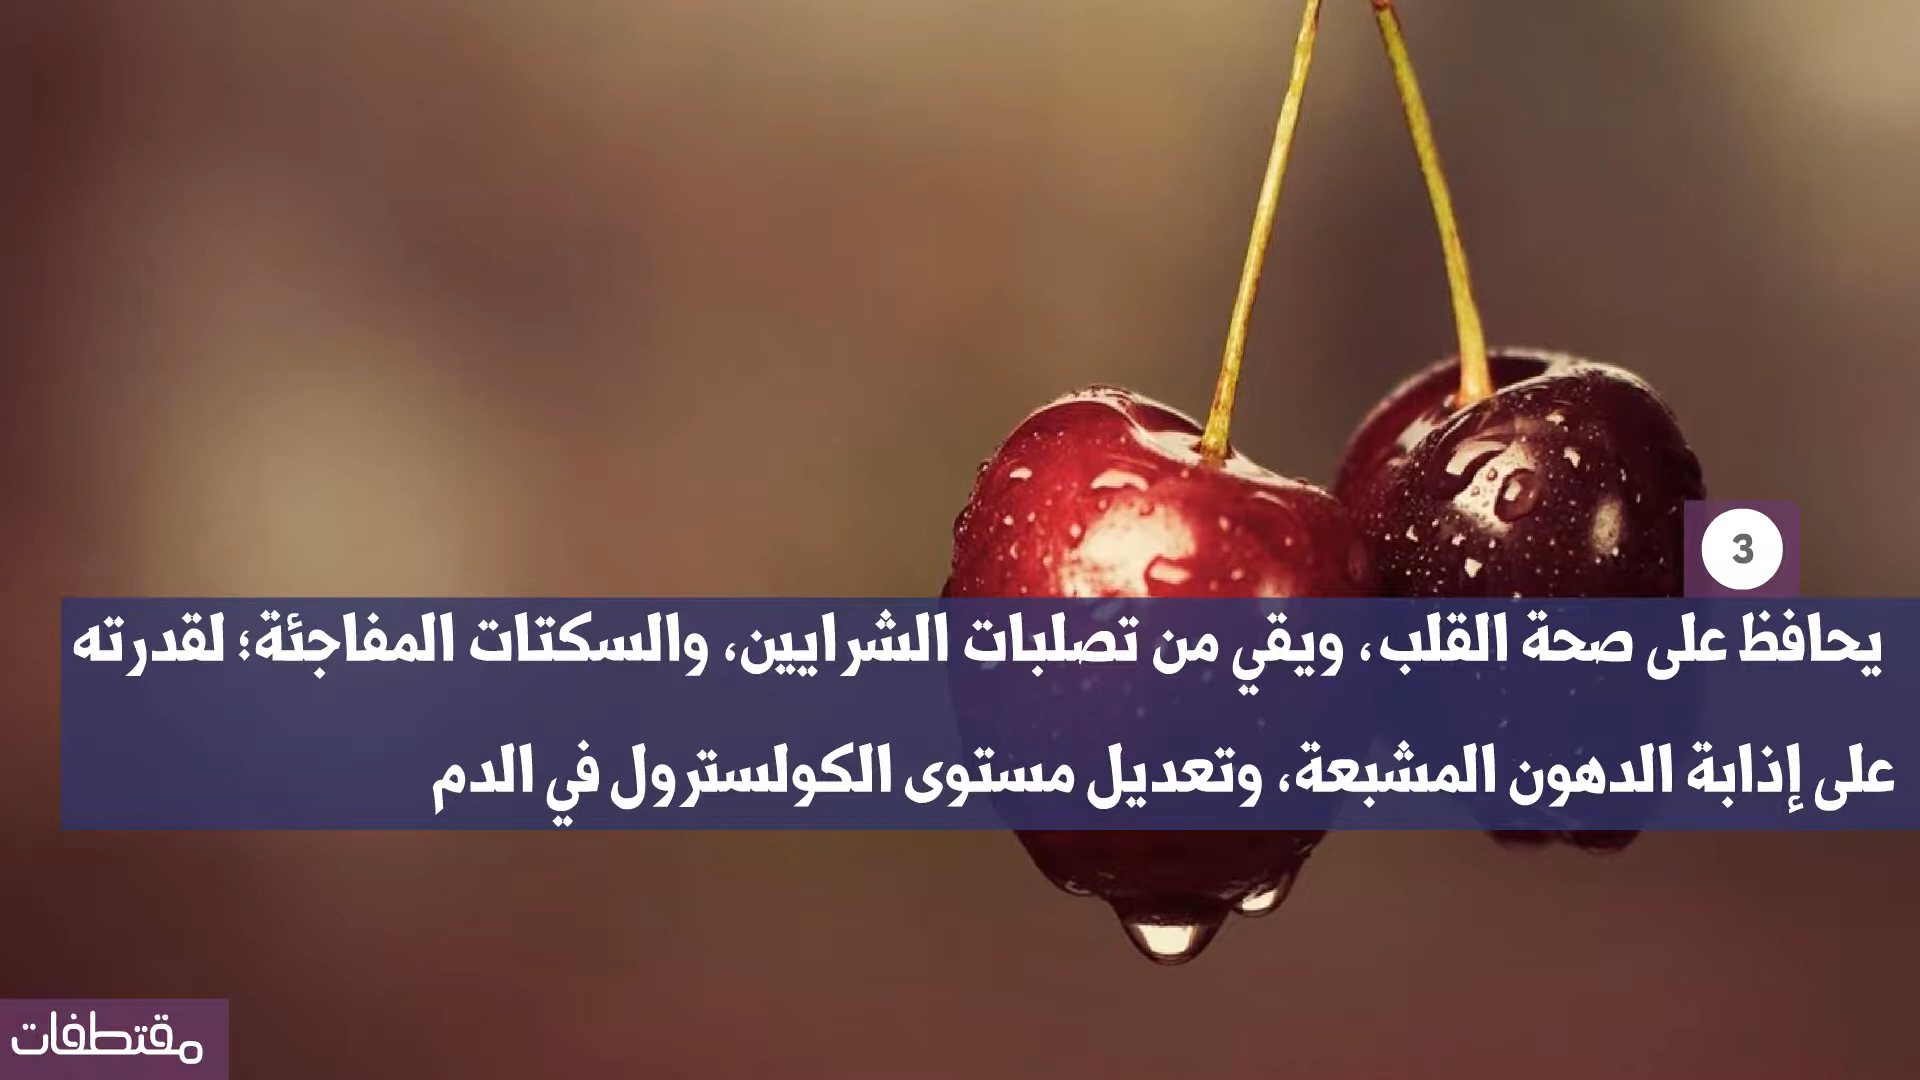 3
يحافظ على صحة القلب، ويقي من تصلبات الشرايين، والسكتات المفاجئة؛ لقدرته
على إذابة الدهون المشبعة، وتعديل مستوى الكولسترول في الدم
مقتطفات